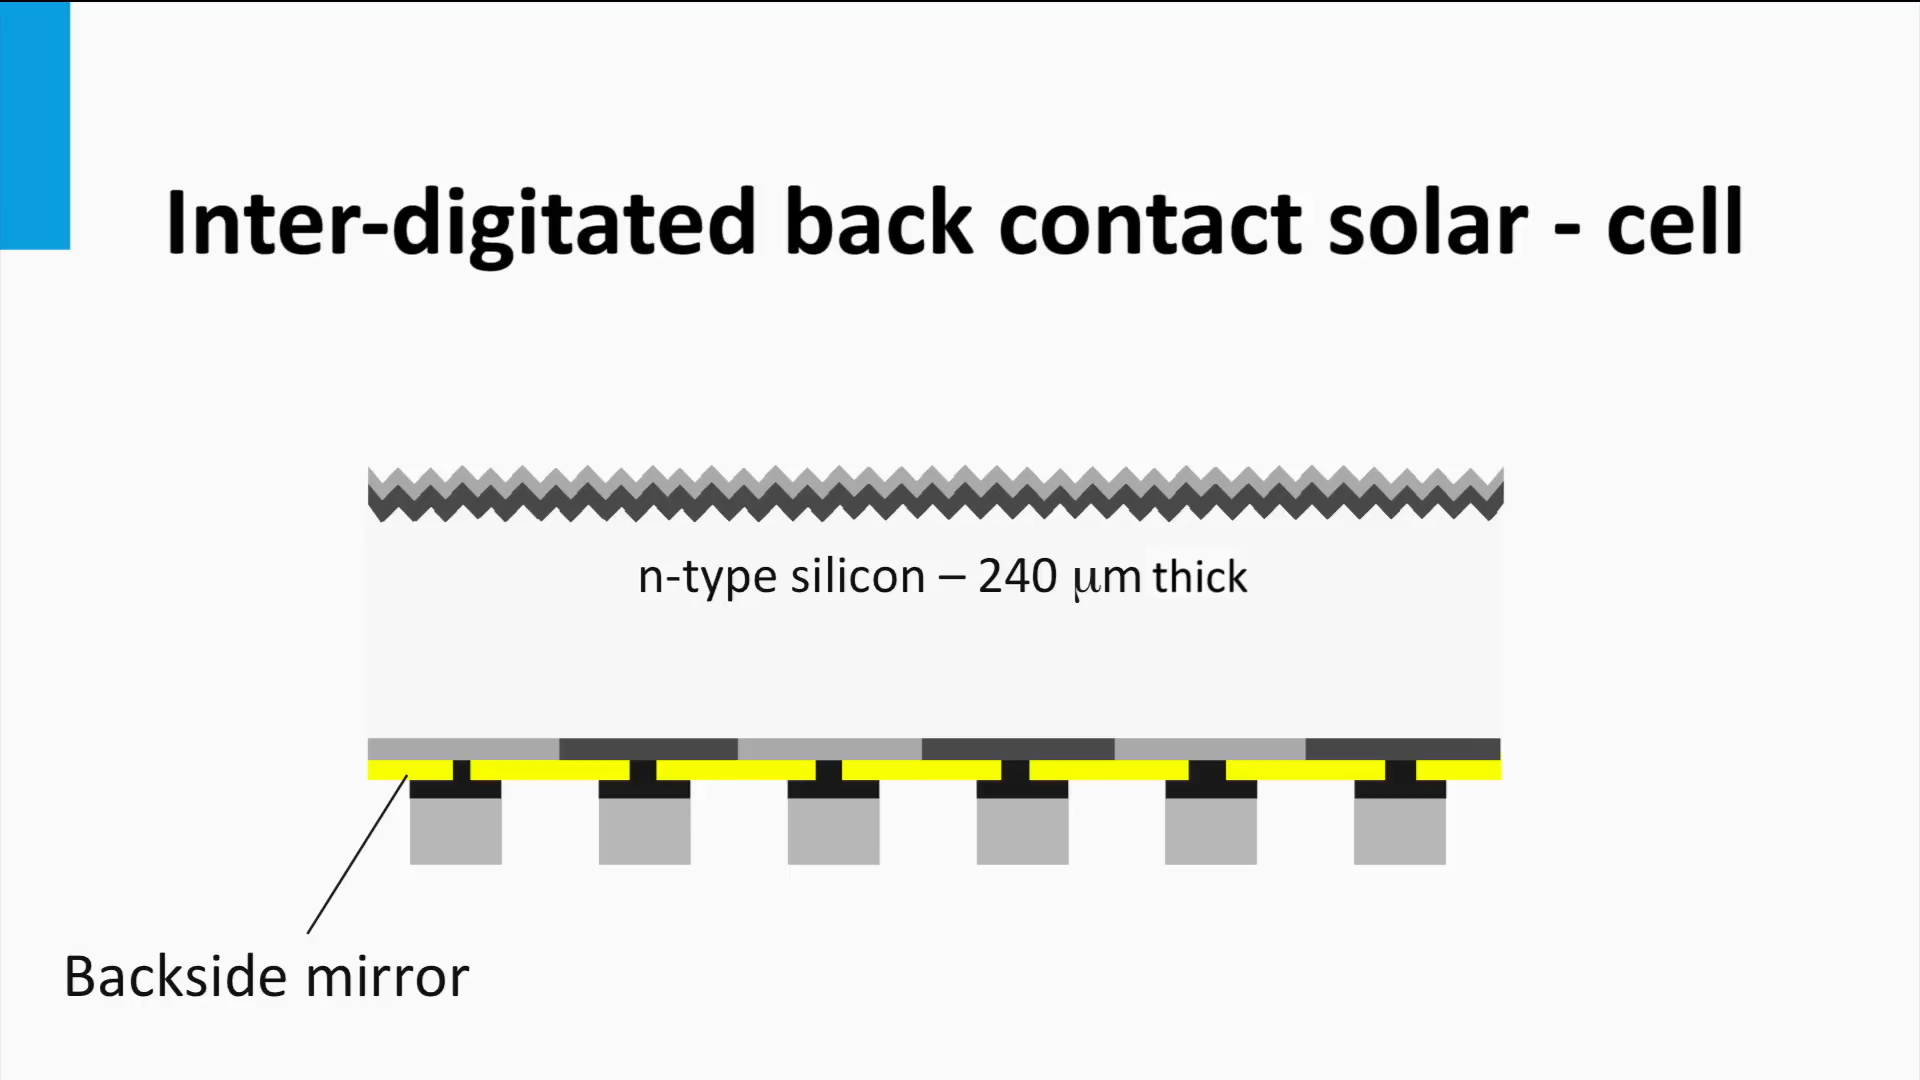 Inter-digitated back contact solar - cell
n-type silicon – 240 μm thick
Backside mirror